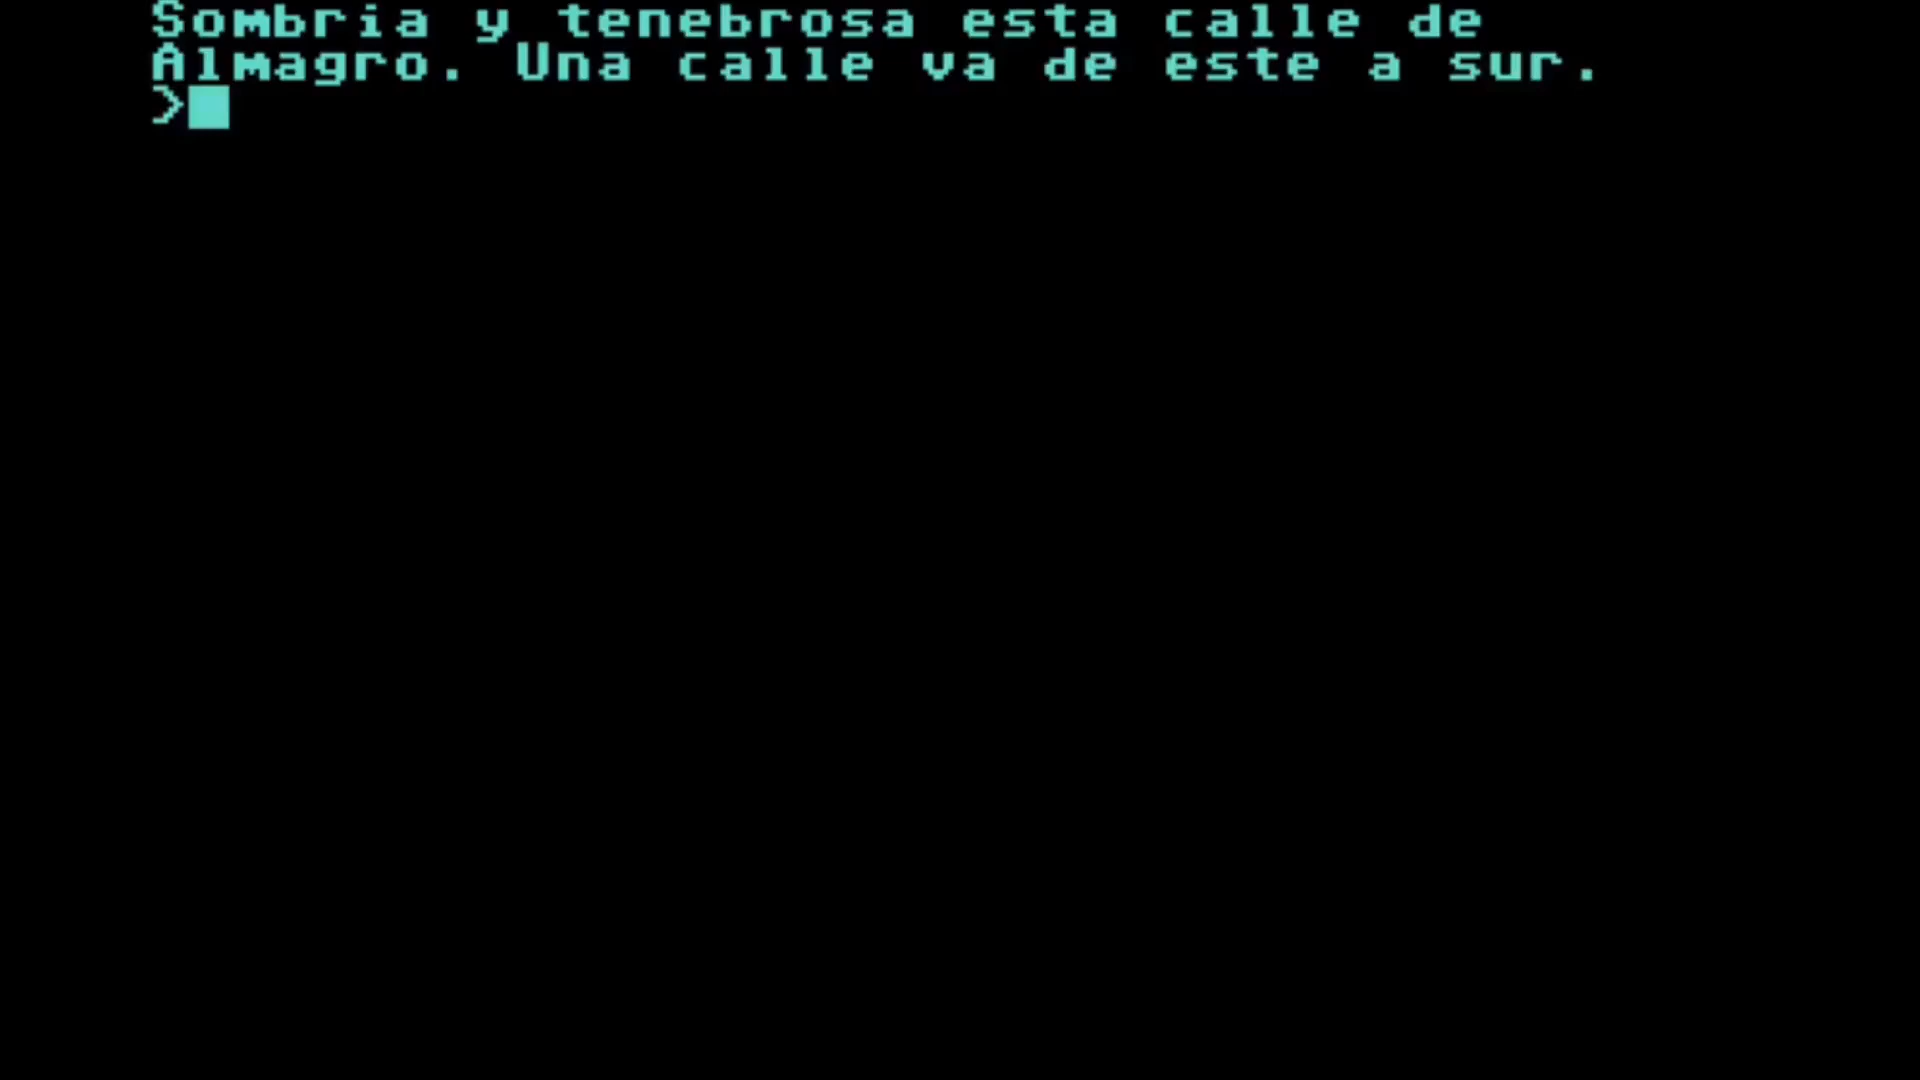 Sombria y tenebrosa esta calle de
Almagro. Una calle va de este a sur.
>